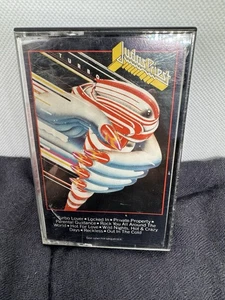 TURBO
Judas Priest
Turbo Lover • Locked In • Private Property •
Parental Guidance • Rock You All Around The
World • Hot For Love • Wild Nights, Hot & Crazy
Days • Reckless • Out In The Cold